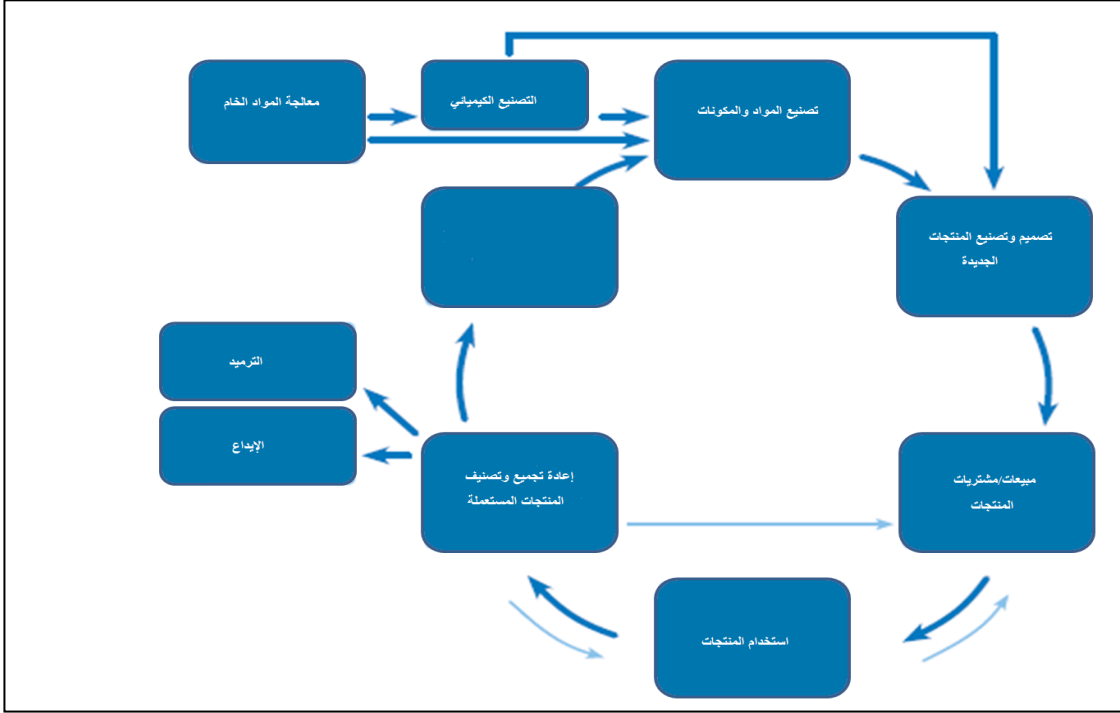 معالجة المواد الخام
التصنيع الكيميائي
تصنيع المواد والمكونات
تصميم وتصنيع المنتجات
الجديدة
الترميد
الإيداع
إعادة تجميع وتصنيف
المنتجات المستعملة
مبيعات/مشتريات
المنتجات
استخدام المنتجات